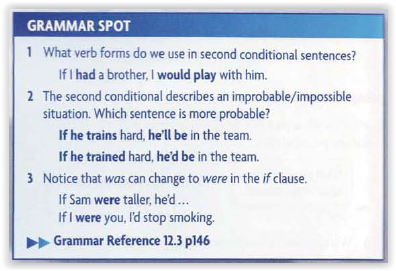 GRAMMAR SPOT
1 What verb forms do we use in second conditional sentences?
If I had a brother, I would play with him.
2 The second conditional describes an improbable/impossible
situation. Which sentence is more probable?
If he trains hard, he'll be in the team.
If he trained hard, he'd be in the team.
3 Notice that was can change to were in the if clause.
If Sam were taller, he'd ...
If I were you, I'd stop smoking.
▶▶ Grammar Reference 12.3 p146